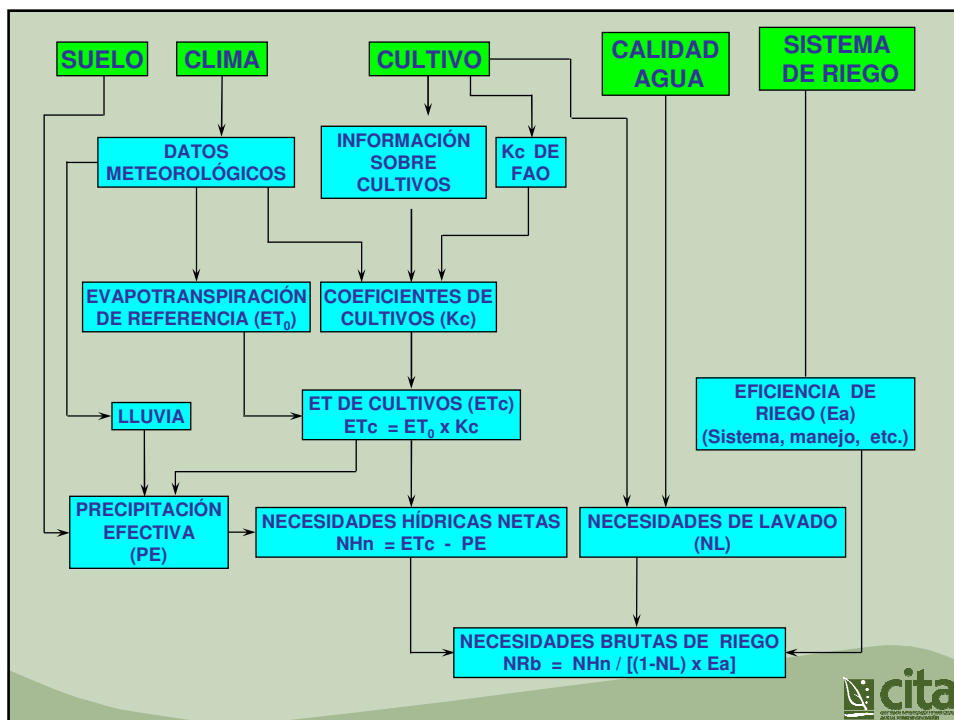 SUELO
CLIMA
CULTIVO
CALIDAD
AGUA
SISTEMA
DE RIEGO
DATOS
METEOROLÓGICOS
INFORMACIÓN
SOBRE
CULTIVOS
Kc DE
FAO
EVAPOTRANSPIRACIÓN
DE REFERENCIA (ET₀)
COEFICIENTES DE
CULTIVOS (Kc)
LLUVIA
ET DE CULTIVOS (ETc)
ETc = ET₀ x Kc
EFICIENCIA DE
RIEGO (Ea)
(Sistema, manejo, etc.)
PRECIPITACIÓN
EFECTIVA
(PE)
NECESIDADES HÍDRICAS NETAS
NHn = ETc - PE
NECESIDADES DE LAVADO
(NL)
NECESIDADES BRUTAS DE RIEGO
NRb = NHn / [(1-NL) x Ea]
cita